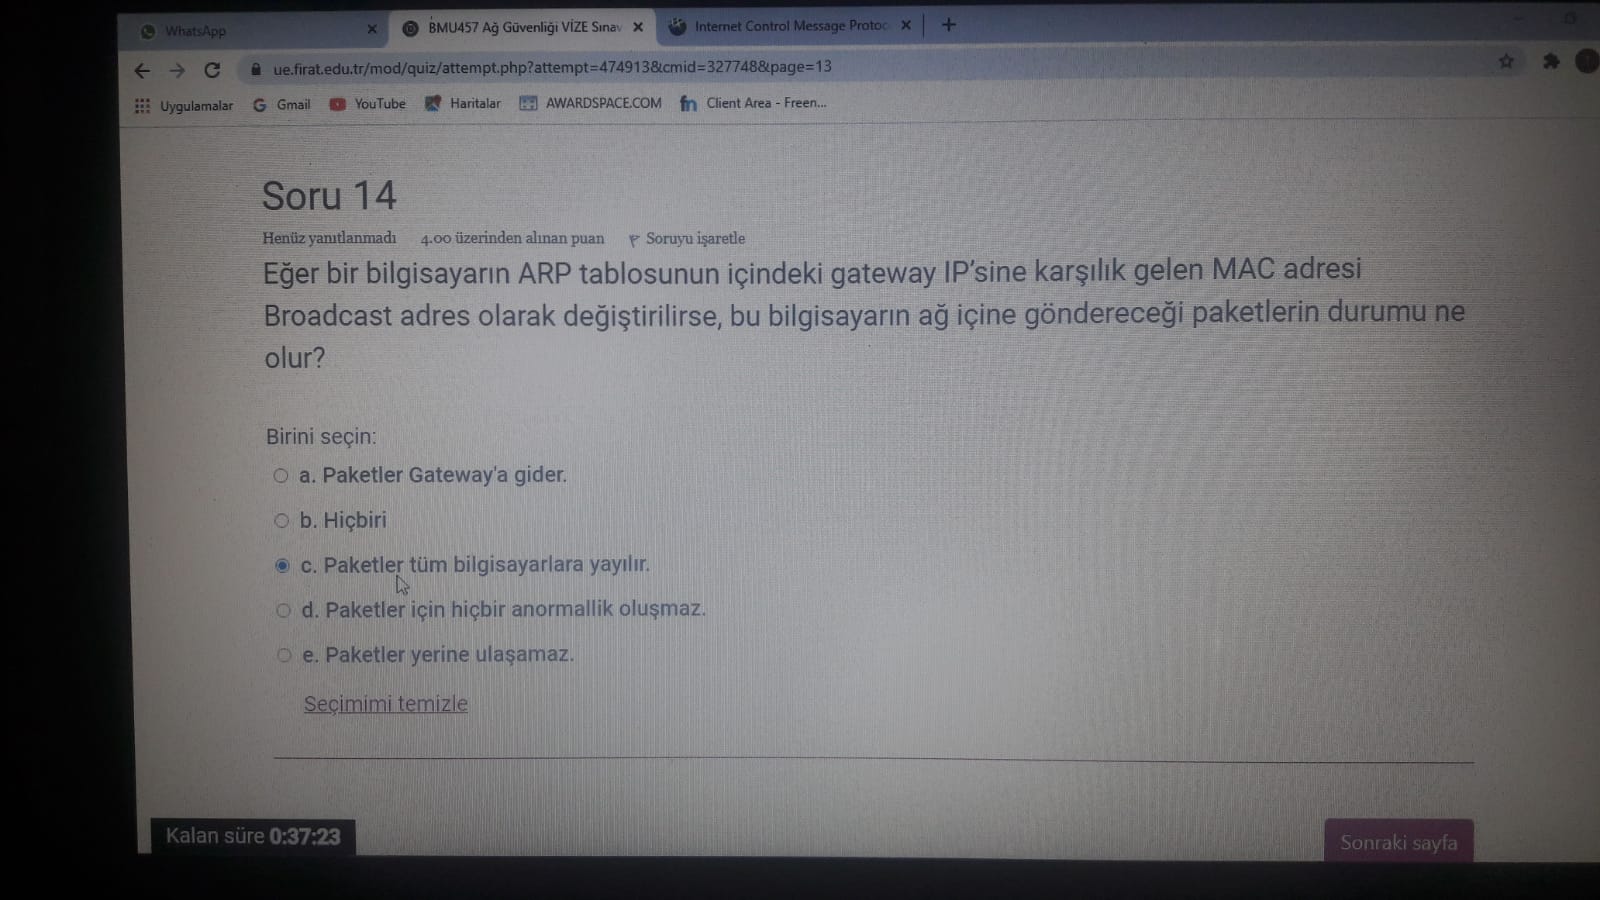 WhatsApp
BMU457 Ağ Güvenliği VİZE Sınav
Internet Control Message Protoc
ue.firat.edu.tr/mod/quiz/attempt.php?attempt=474913&cmid=327748&page=13
Uygulamalar
Gmail
YouTube
Haritalar
AWARDSPACE.COM
fn Client Area - Freen...
Soru 14
Henüz yanıtlanmadı 4.00 üzerinden alınan puan Soruyu işaretle
Eğer bir bilgisayarın ARP tablosunun içindeki gateway IP’sine karşılık gelen MAC adresi
Broadcast adres olarak değiştirilirse, bu bilgisayarın ağ içine göndereceği paketlerin durumu ne
olur?
Birini seçin:
a. Paketler Gateway'a gider.
b. Hiçbiri
c. Paketler tüm bilgisayarlara yayılır.
d. Paketler için hiçbir anormallik oluşmaz.
e. Paketler yerine ulaşamaz.
Seçimimi temizle
Kalan süre 0:37:23
Sonraki sayfa